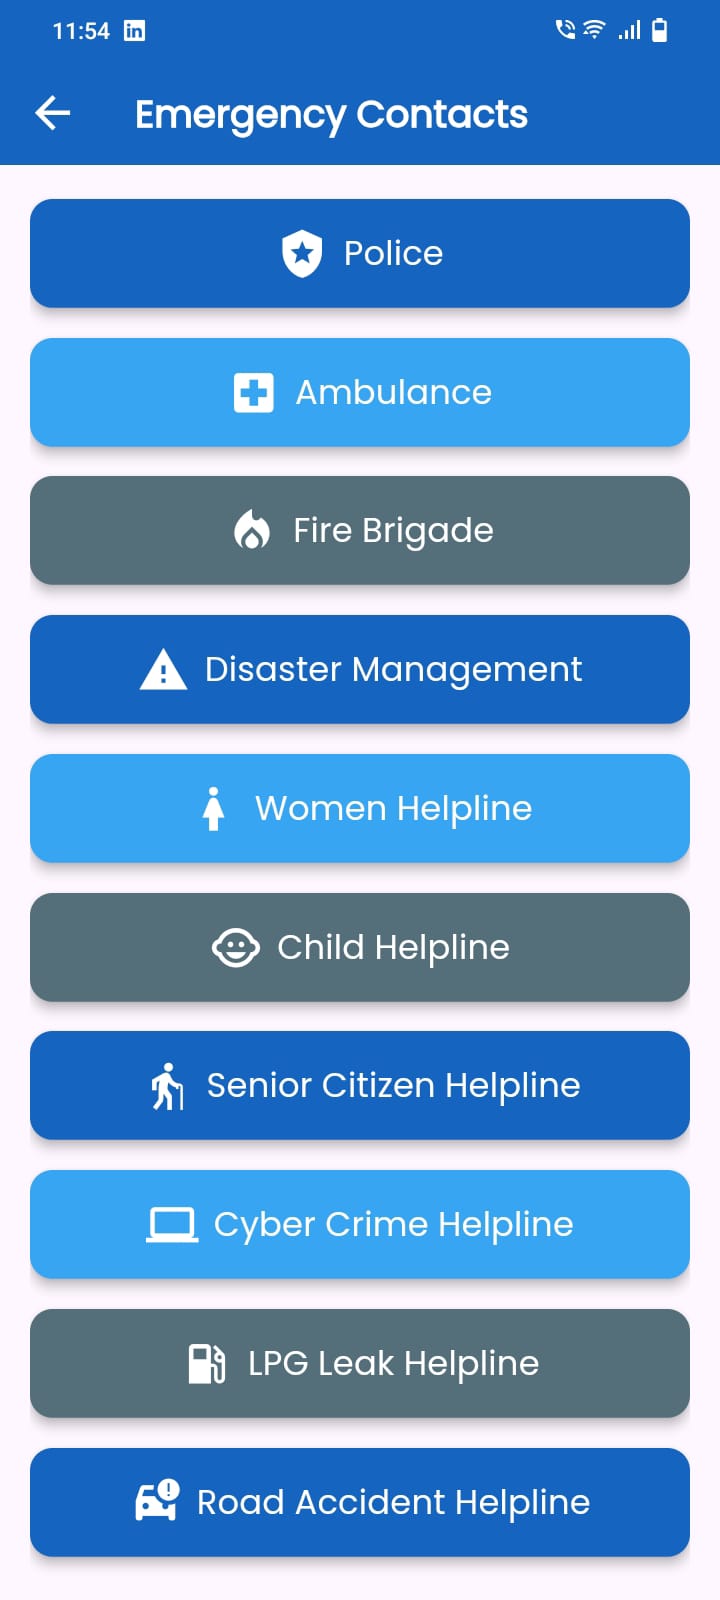 11:54
Emergency Contacts
Police
Ambulance
Fire Brigade
Disaster Management
Women Helpline
Child Helpline
Senior Citizen Helpline
Cyber Crime Helpline
LPG Leak Helpline
Road Accident Helpline